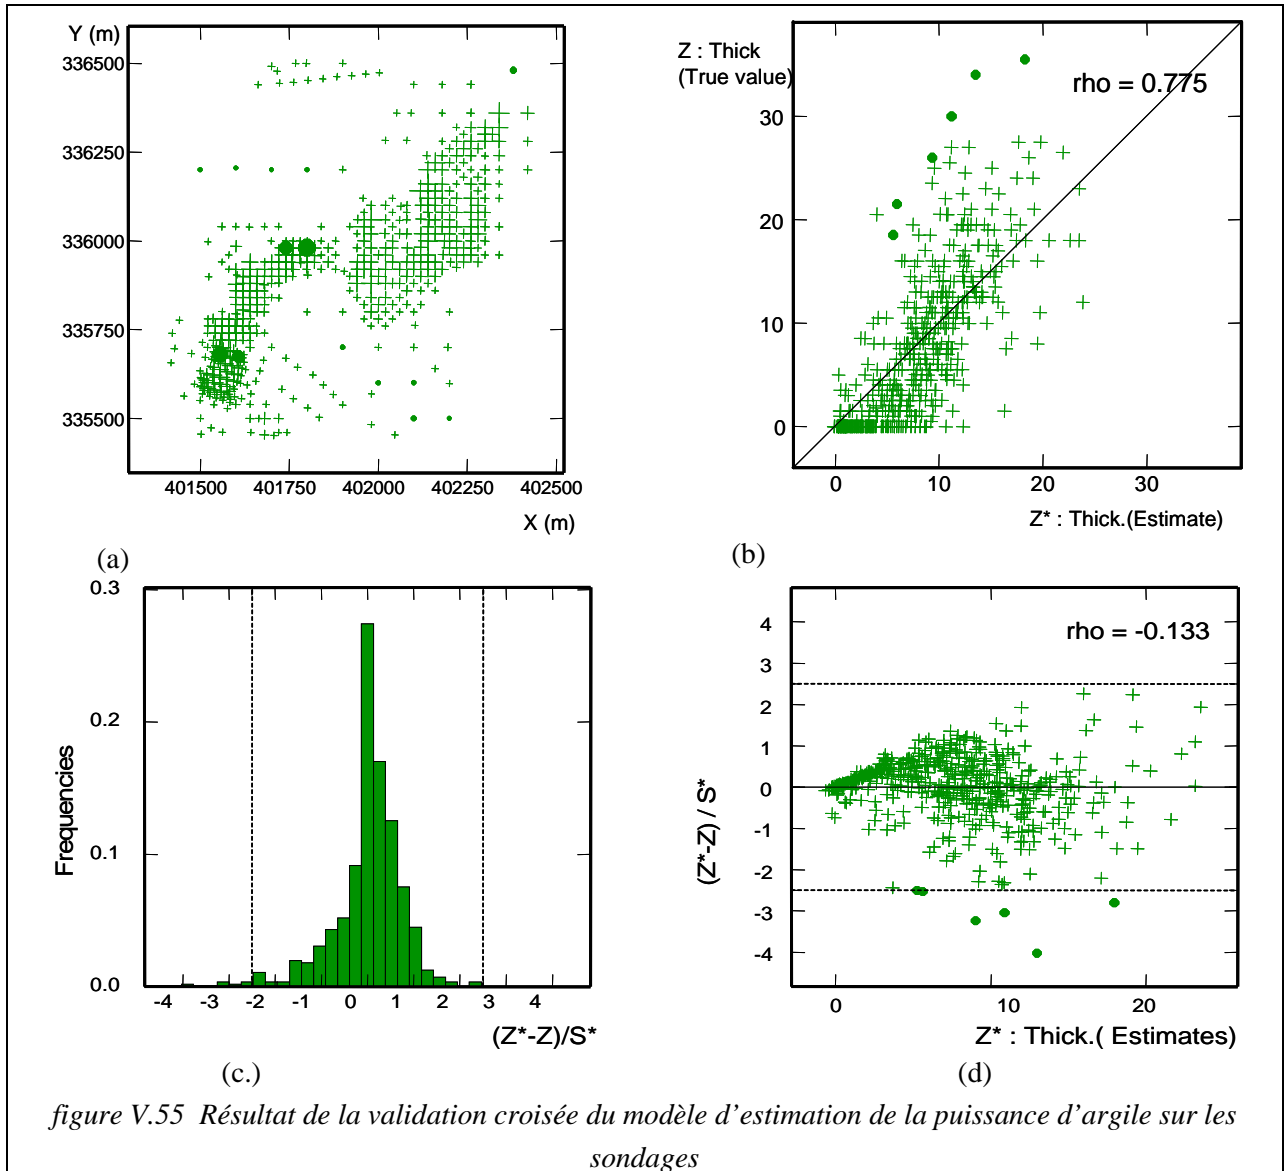 Y (m)
336500
336250
336000
335750
335500
401500 401750 402000 402250 402500
X (m)
(a)
Z : Thick
(True value)
rho = 0.775
30
20
10
0
0 10 20 30
Z* : Thick.(Estimate)
(b)
0.3
0.2
0.1
0.0
Frequencies
-4 -3 -2 -1 0 1 2 3 4
(Z*-Z)/S*
(c.)
rho = -0.133
4
3
2
1
0
-1
-2
-3
-4
(Z*-Z) / S*
0 10 20
Z* : Thick.( Estimates)
(d)
figure V.55 Résultat de la validation croisée du modèle d'estimation de la puissance d'argile sur les
sondages